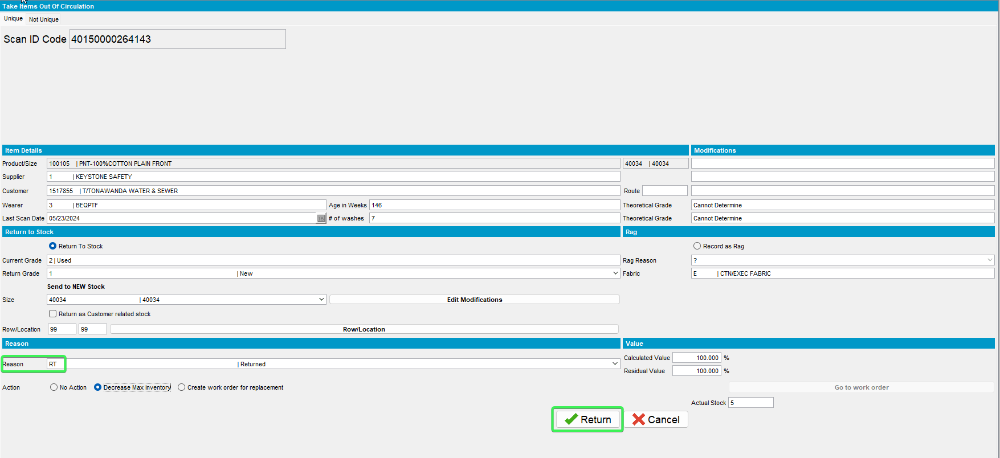 Take Items Out Of Circulation
Unique Not Unique
Scan ID Code 40150000264143
Item Details Modifications
Product/Size 100105 | PNT-100%COTTON PLAIN FRONT 40034 | 40034
Supplier 1 | KEYSTONE SAFETY
Customer 1517855 | T/TONAWANDA WATER & SEWER Route
Wearer 3 | BEQPTF Age in Weeks 146 Theoretical Grade Cannot Determine
Last Scan Date 05/23/2024 16 # of washes 7 Theoretical Grade Cannot Determine
Return to Stock Rag
Return To Stock Record as Rag
Current Grade 2 | Used Rag Reason ?
Return Grade 1 | New Fabric E | CTN/EXEC FABRIC
Send to NEW Stock
Size 40034 | 40034 Edit Modifications
Return as Customer related stock
Row/Location 99 99 Row/Location
Reason Value
Calculated Value 100.000 %
Reason RT | Returned
Residual Value 100.000 %
Action No Action Decrease Max inventory Create work order for replacement Go to work order
Actual Stock 5
Return Cancel